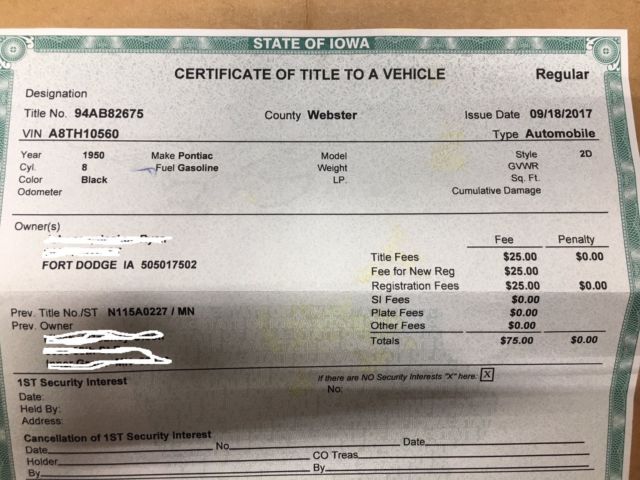 STATE OF IOWA
CERTIFICATE OF TITLE TO A VEHICLE Regular
Designation
Title No. 94AB82675 County Webster Issue Date 09/18/2017
VIN A8TH10560 Type Automobile
Year 1950 Make Pontiac Model Style 2D
Cyl. 8 Fuel Gasoline Weight GVWR
Color Black LP. Sq. Ft.
Odometer Cumulative Damage
Owner(s)
Fee Penalty
FORT DODGE IA 505017502 Title Fees $25.00 $0.00
Fee for New Reg $25.00
Registration Fees $25.00 $0.00
SI Fees $0.00
Prev. Title No./ST N115A0227 / MN Plate Fees $0.00
Prev. Owner Other Fees $0.00
Totals $75.00 $0.00
1ST Security Interest If there are NO Security Interests "X" here: X
Date: No:
Held By:
Address:
Cancellation of 1ST Security Interest
Date No. Date
Holder CO Treas.
By By